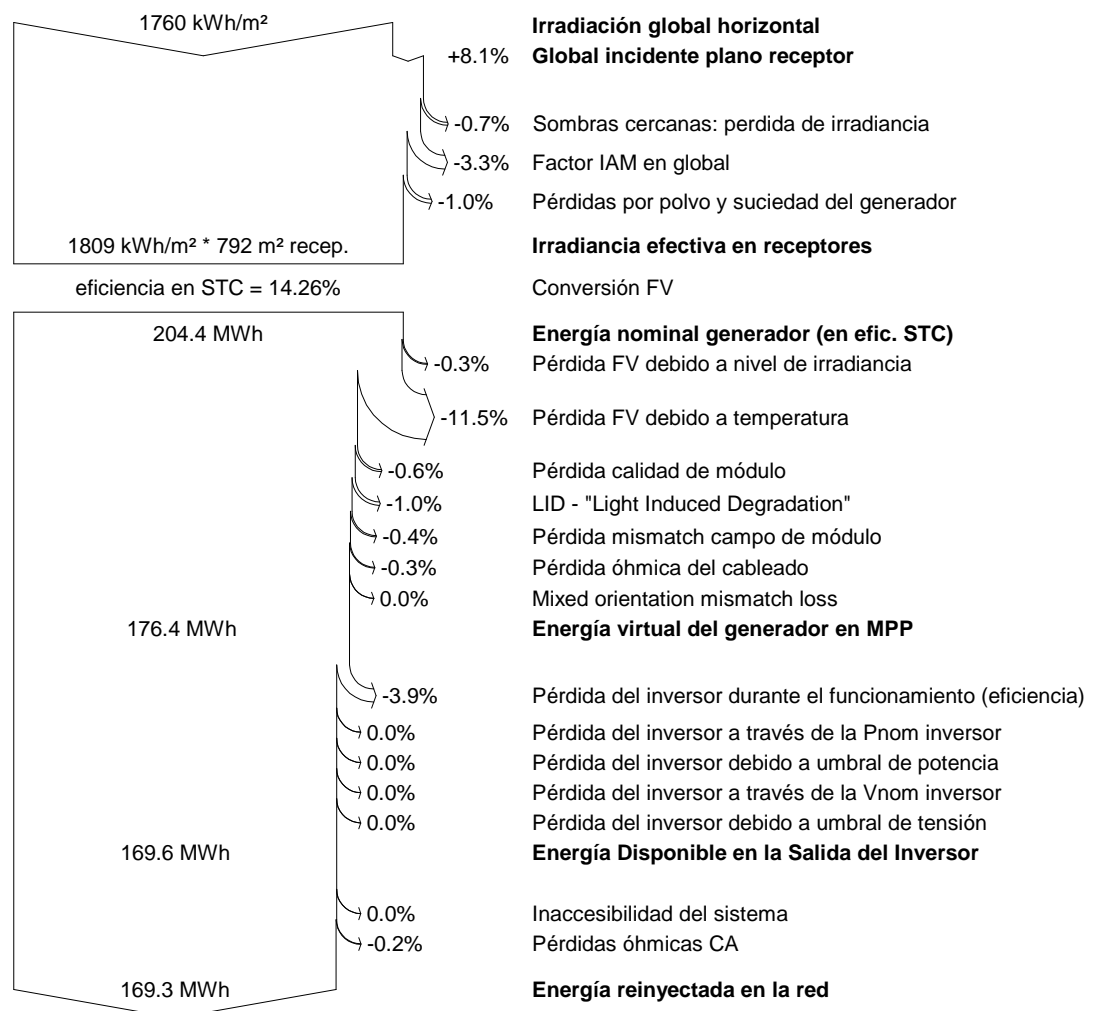 1760 kWh/m² Irradiación global horizontal
+8.1% Global incidente plano receptor
-0.7% Sombras cercanas: perdida de irradiancia
-3.3% Factor IAM en global
-1.0% Pérdidas por polvo y suciedad del generador
1809 kWh/m² * 792 m² recep. Irradiancia efectiva en receptores
eficiencia en STC = 14.26% Conversión FV
204.4 MWh Energía nominal generador (en efic. STC)
-0.3% Pérdida FV debido a nivel de irradiancia
-11.5% Pérdida FV debido a temperatura
-0.6% Pérdida calidad de módulo
-1.0% LID - "Light Induced Degradation"
-0.4% Pérdida mismatch campo de módulo
-0.3% Pérdida óhmica del cableado
0.0% Mixed orientation mismatch loss
176.4 MWh Energía virtual del generador en MPP
-3.9% Pérdida del inversor durante el funcionamiento (eficiencia)
0.0% Pérdida del inversor a través de la Pnom inversor
0.0% Pérdida del inversor debido a umbral de potencia
0.0% Pérdida del inversor a través de la Vnom inversor
0.0% Pérdida del inversor debido a umbral de tensión
169.6 MWh Energía Disponible en la Salida del Inversor
0.0% Inaccesibilidad del sistema
-0.2% Pérdidas óhmicas CA
169.3 MWh Energía reinyectada en la red